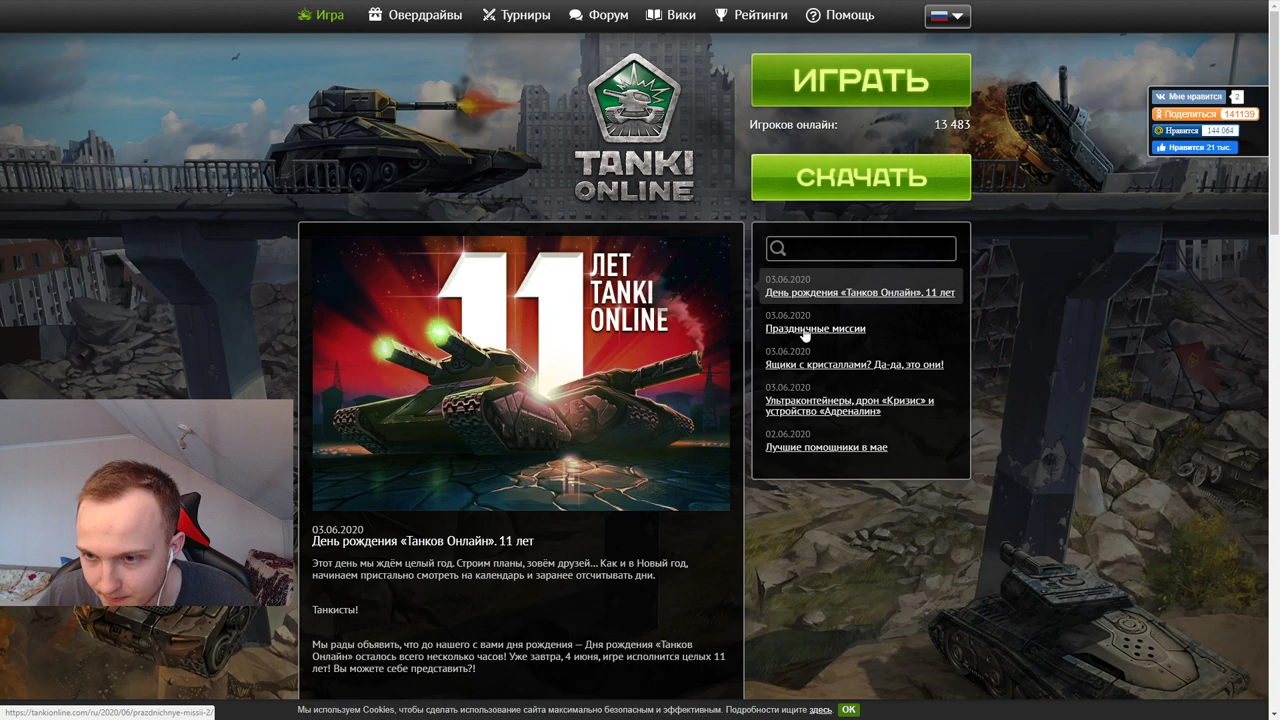 Игра
Овердрайвы
Турниры
Форум
Вики
Рейтинги
Помощь
TANKI
ONLINE
ИГРАТЬ
Игроков онлайн: 13 483
СКАЧАТЬ
Мне нравится 2
Поделиться 141139
Нравится 144 064
Нравится 21 тыс.
11 ЛЕТ
TANKI
ONLINE
03.06.2020
День рождения «Танков Онлайн». 11 лет
03.06.2020
Праздничные миссии
03.06.2020
Ящики с кристаллами? Да-да, это они!
03.06.2020
Ультраконтейнеры, дрон «Кризис» и
устройство «Адреналин»
02.06.2020
Лучшие помощники в мае
03.06.2020
День рождения «Танков Онлайн». 11 лет
Этот день мы ждём целый год. Строим планы, зовём друзей... Как и в Новый год,
начинаем пристально смотреть на календарь и заранее отсчитывать дни.
Танкисты!
Мы рады объявить, что до нашего с вами дня рождения — Дня рождения «Танков
Онлайн» осталось всего несколько часов! Уже завтра, 4 июня, игре исполнится целых 11
лет! Вы можете себе представить?!
https://tankionline.com/ru/2020/06/prazdnichnye-missii-2/
Мы используем Cookies, чтобы сделать использование сайта максимально безопасным и эффективным. Подробности ищите здесь OK